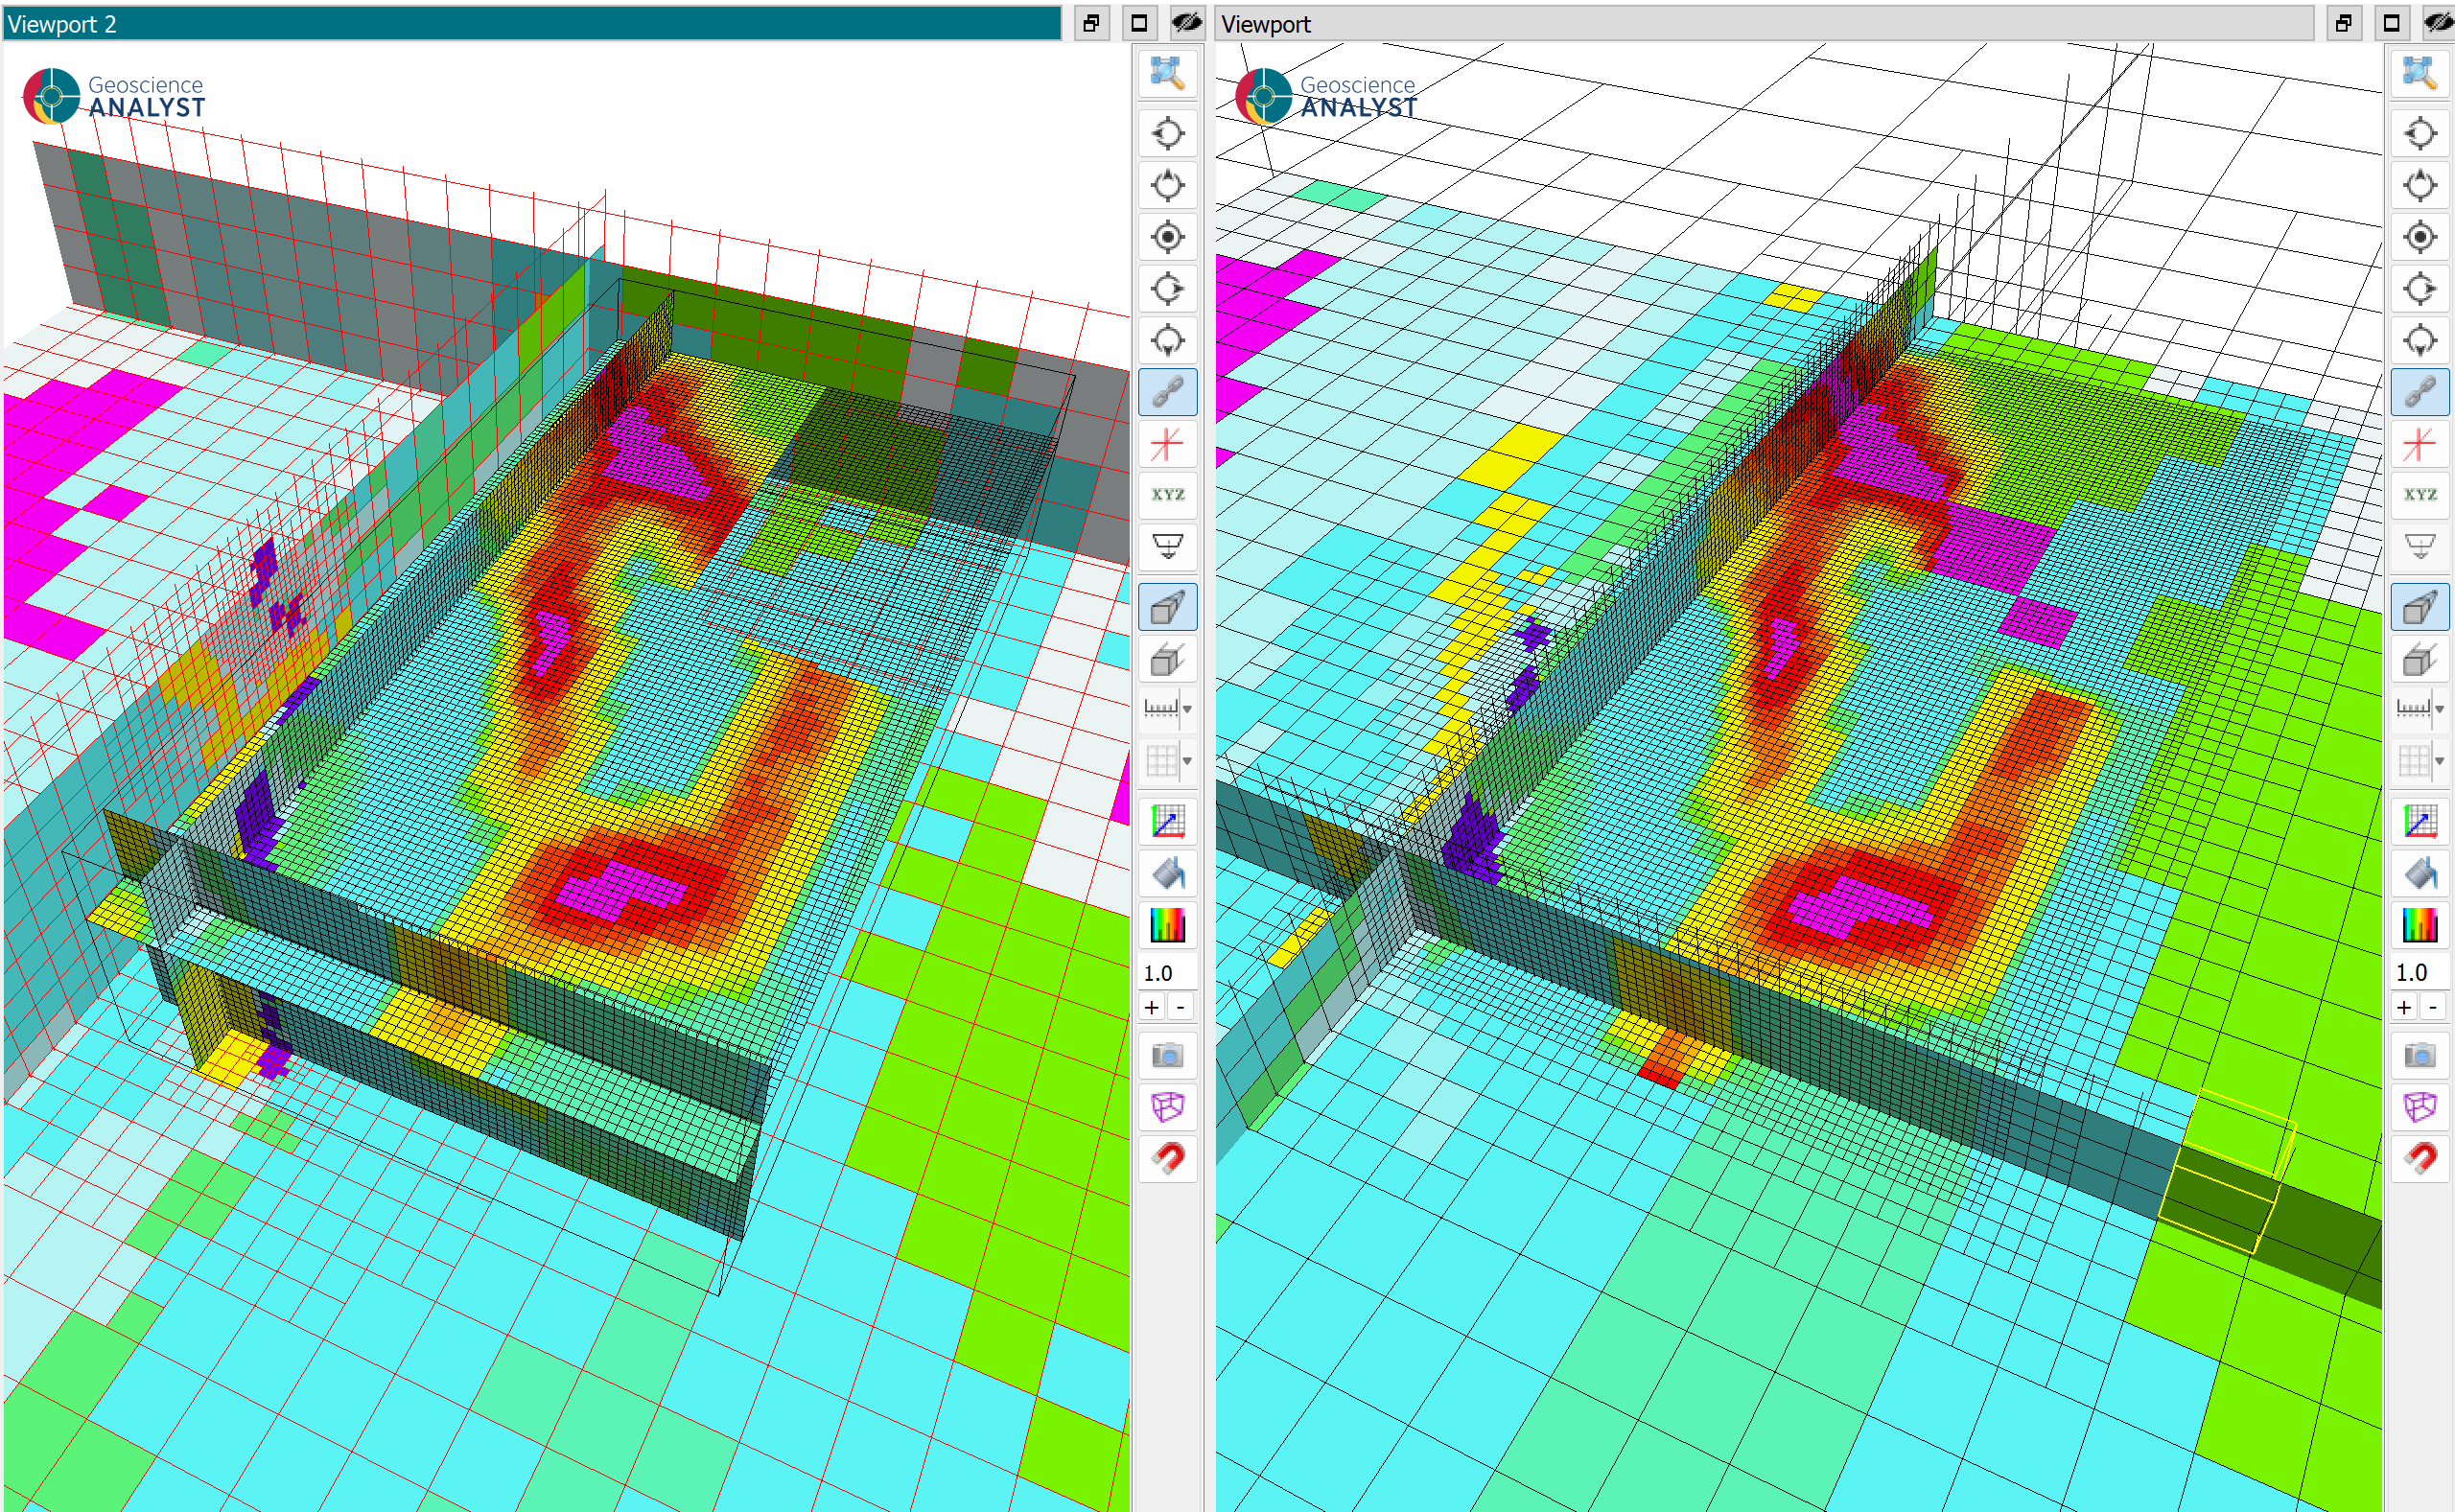 Viewport 2
Geoscience
ANALYST
XYZ
1.0
+ -
Viewport
Geoscience
ANALYST
XYZ
1.0
+ -